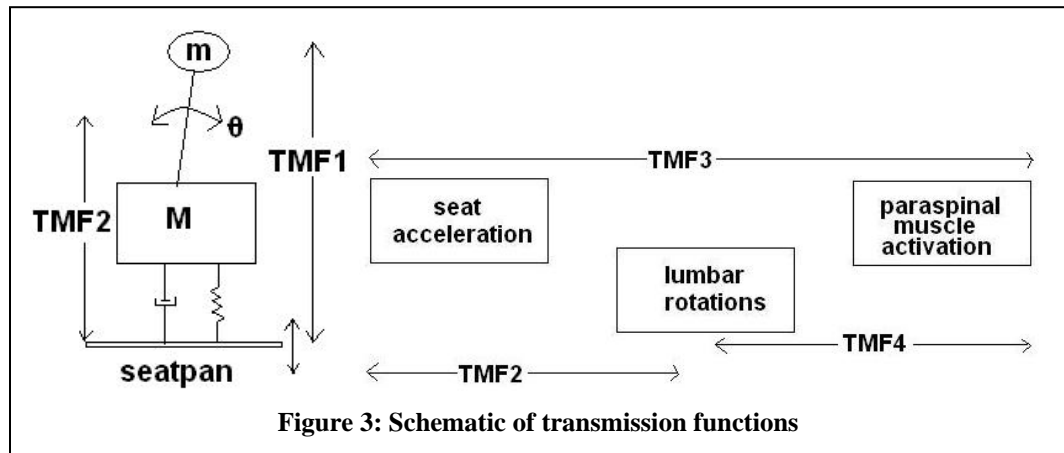 m
θ
TMF1
TMF2
M
seatpan
TMF3
seat
acceleration
paraspinal
muscle
activation
lumbar
rotations
TMF4
TMF2
Figure 3: Schematic of transmission functions